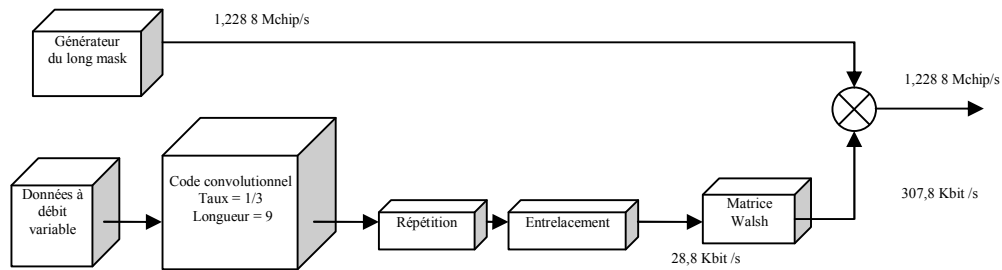 1,228 8 Mchip/s
Générateur
du long mask
1,228 8 Mchip/s
Données à
débit
variable
Code convolutionnel
Taux = 1/3
Longueur = 9
Répétition
Entrelacement
Matrice
Walsh
307,8 Kbit /s
28,8 Kbit /s